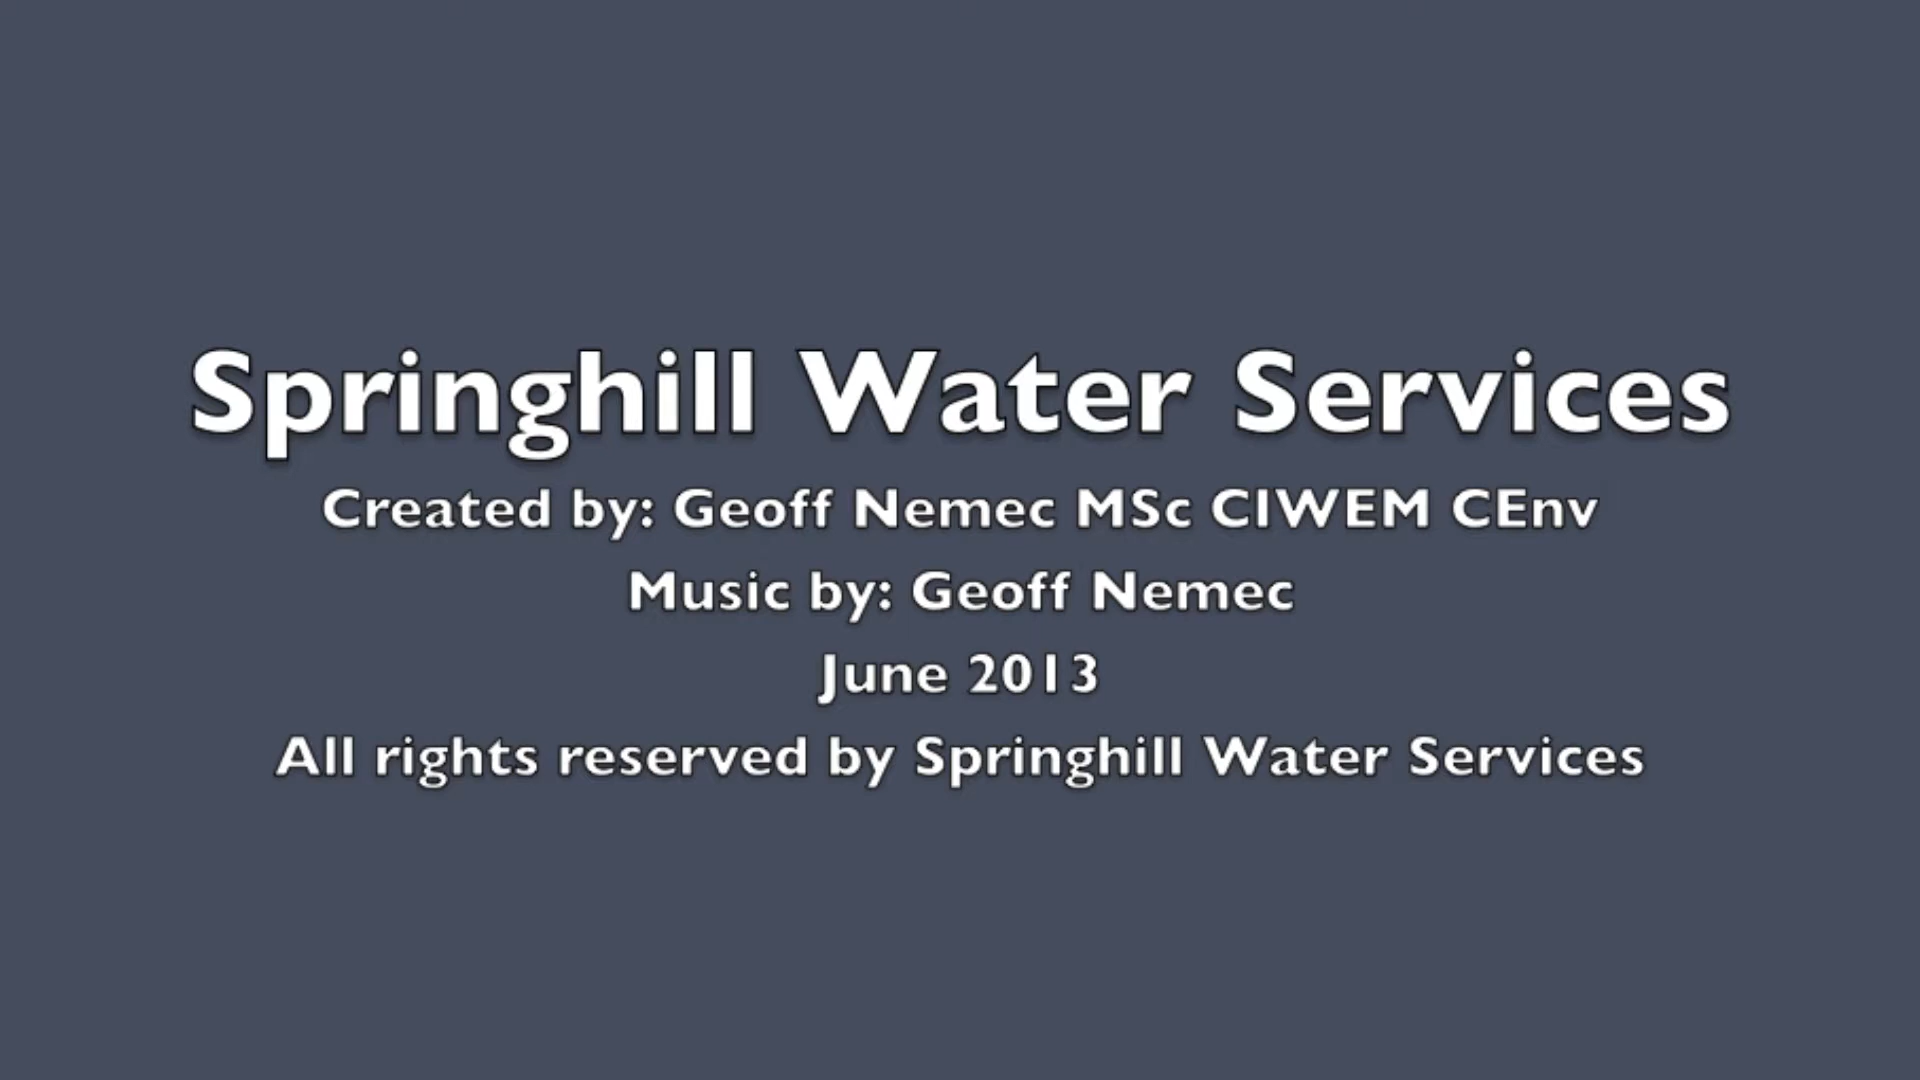 Springhill Water Services
Created by: Geoff Nemec MSc CIWEM CEnv
Music by: Geoff Nemec
June 2013
All rights reserved by Springhill Water Services